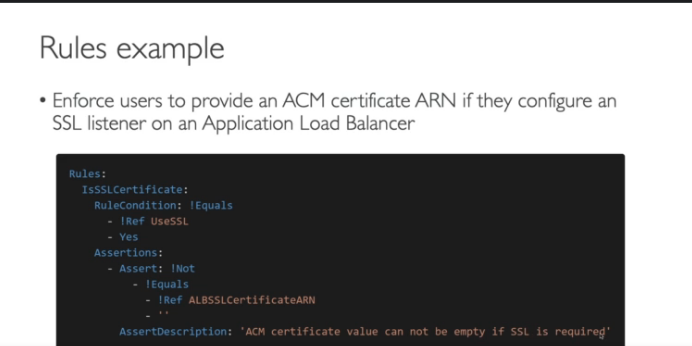 Rules example
• Enforce users to provide an ACM certificate ARN if they configure an
SSL listener on an Application Load Balancer
Rules:
  IsSSLCertificate:
    RuleCondition: !Equals
      - !Ref UseSSL
      - Yes
    Assertions:
      - Assert: !Not
          - !Equals
            - !Ref ALBSSLCertificateARN
            - ''
        AssertDescription: 'ACM certificate value can not be empty if SSL is required'